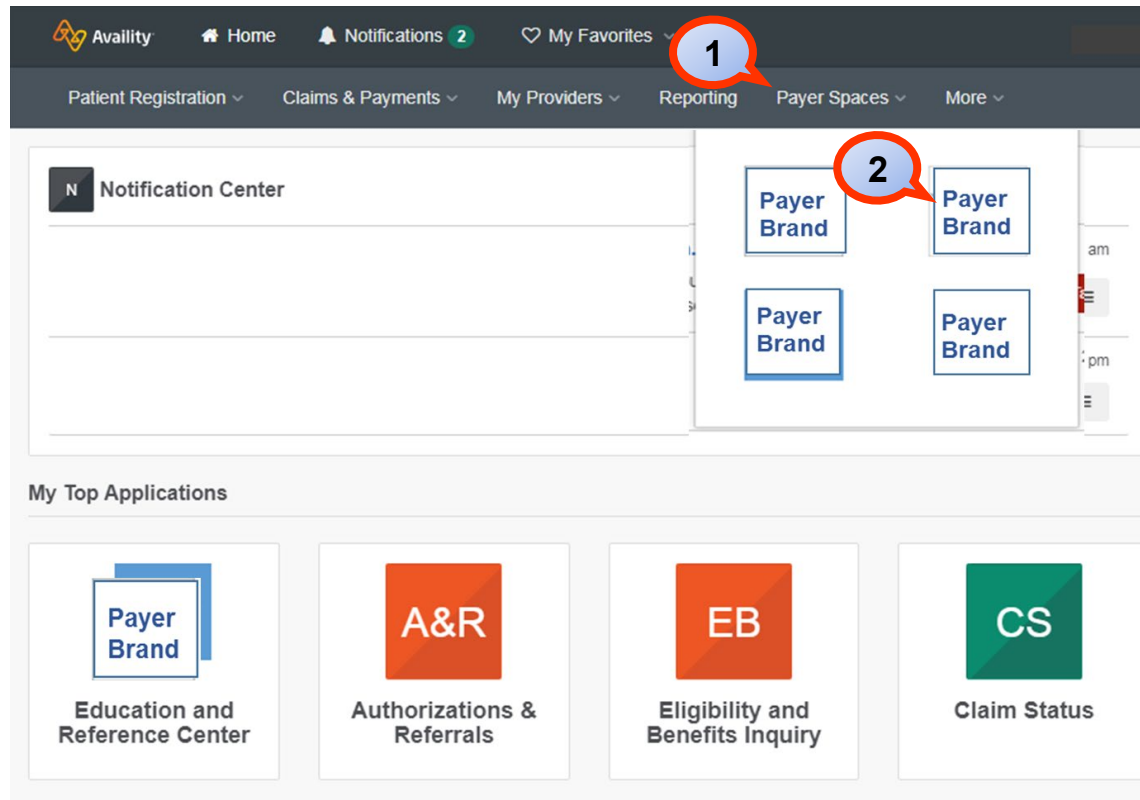 Availity Home Notifications 2 My Favorites
1
Patient Registration Claims & Payments My Providers Reporting Payer Spaces More
2
N Notification Center
Payer
Brand
Payer
Brand
am
Payer
Brand
Payer
Brand
pm
My Top Applications
Payer
Brand
Education and
Reference Center
A&R
Authorizations &
Referrals
EB
Eligibility and
Benefits Inquiry
CS
Claim Status